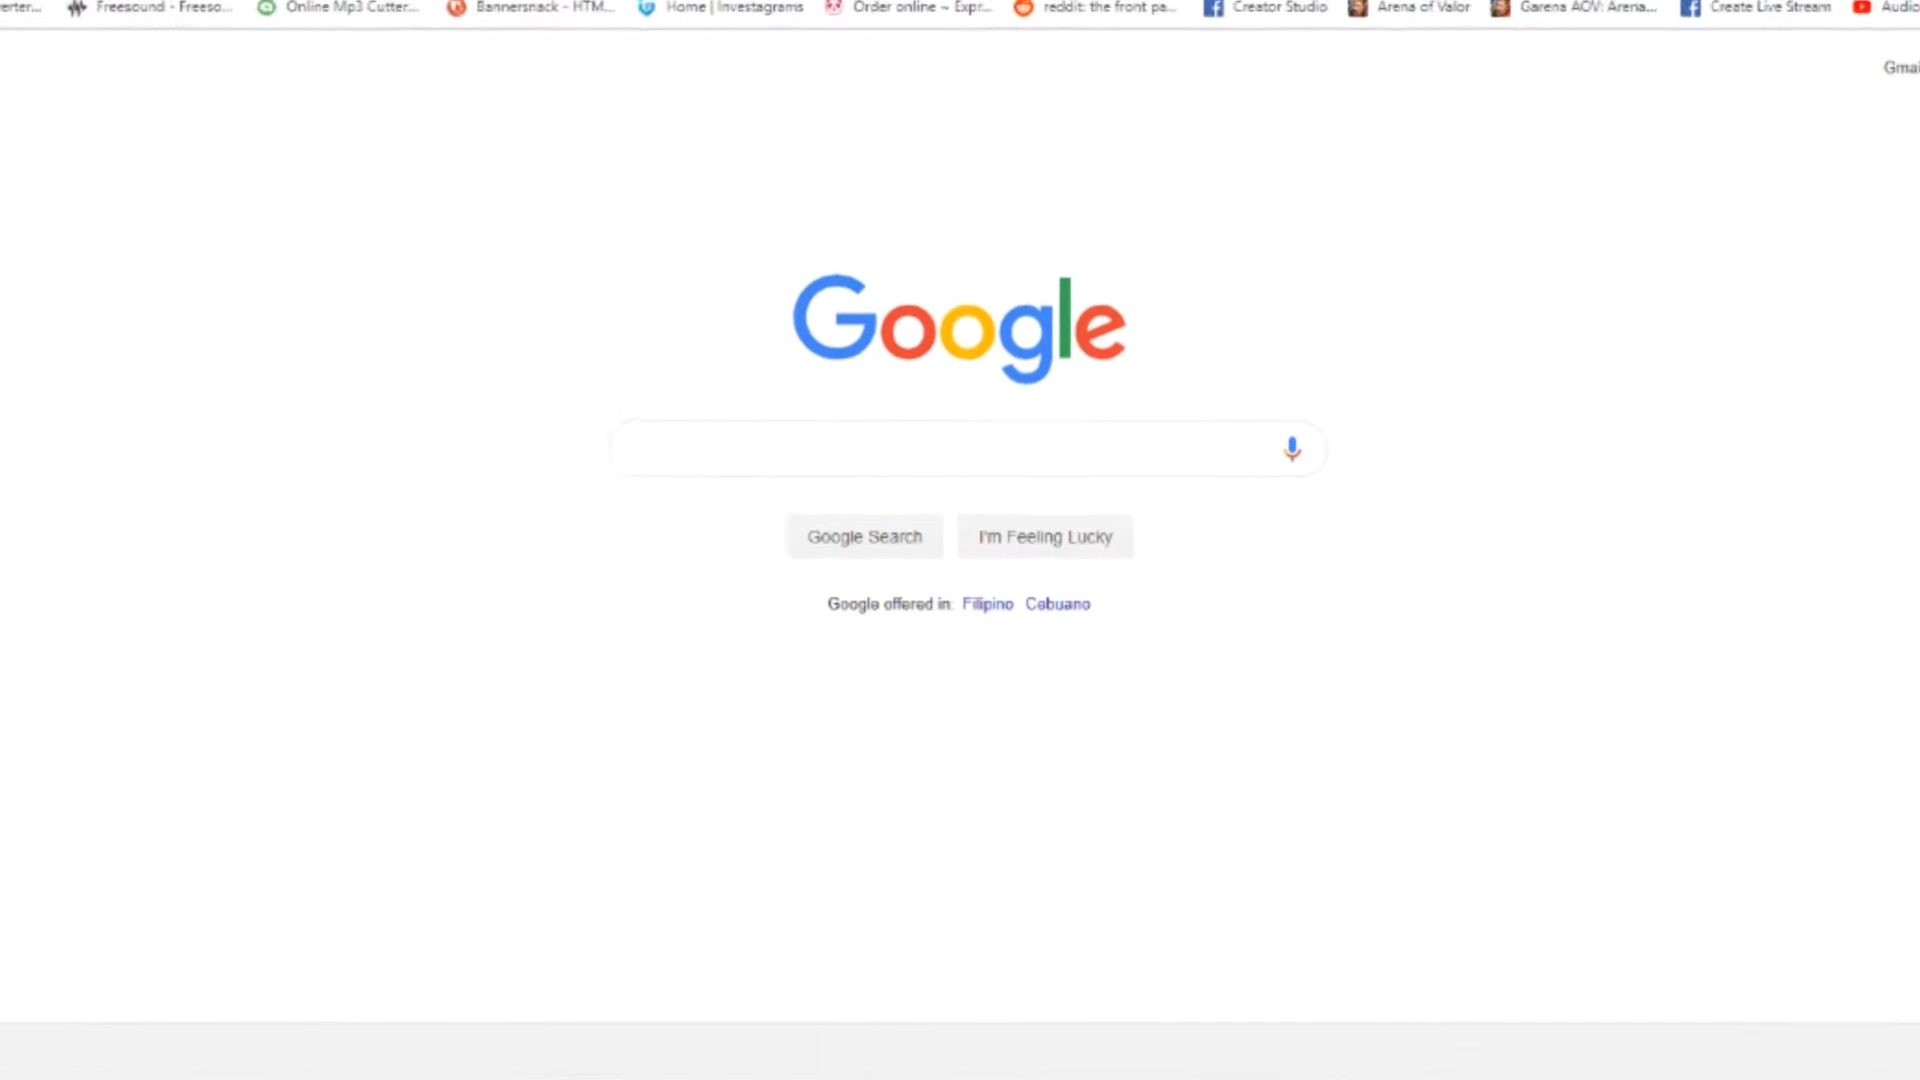 erter... Freesound - Freeso... Online Mp3 Cutter... Bannersnack - HTM... Home | Investagrams Order online ~ Expr... reddit: the front pa... Creator Studio Arena of Valor Garena AOV: Arena... Create Live Stream Audio
Gmai
Google
Google Search I'm Feeling Lucky
Google offered in: Filipino Cebuano